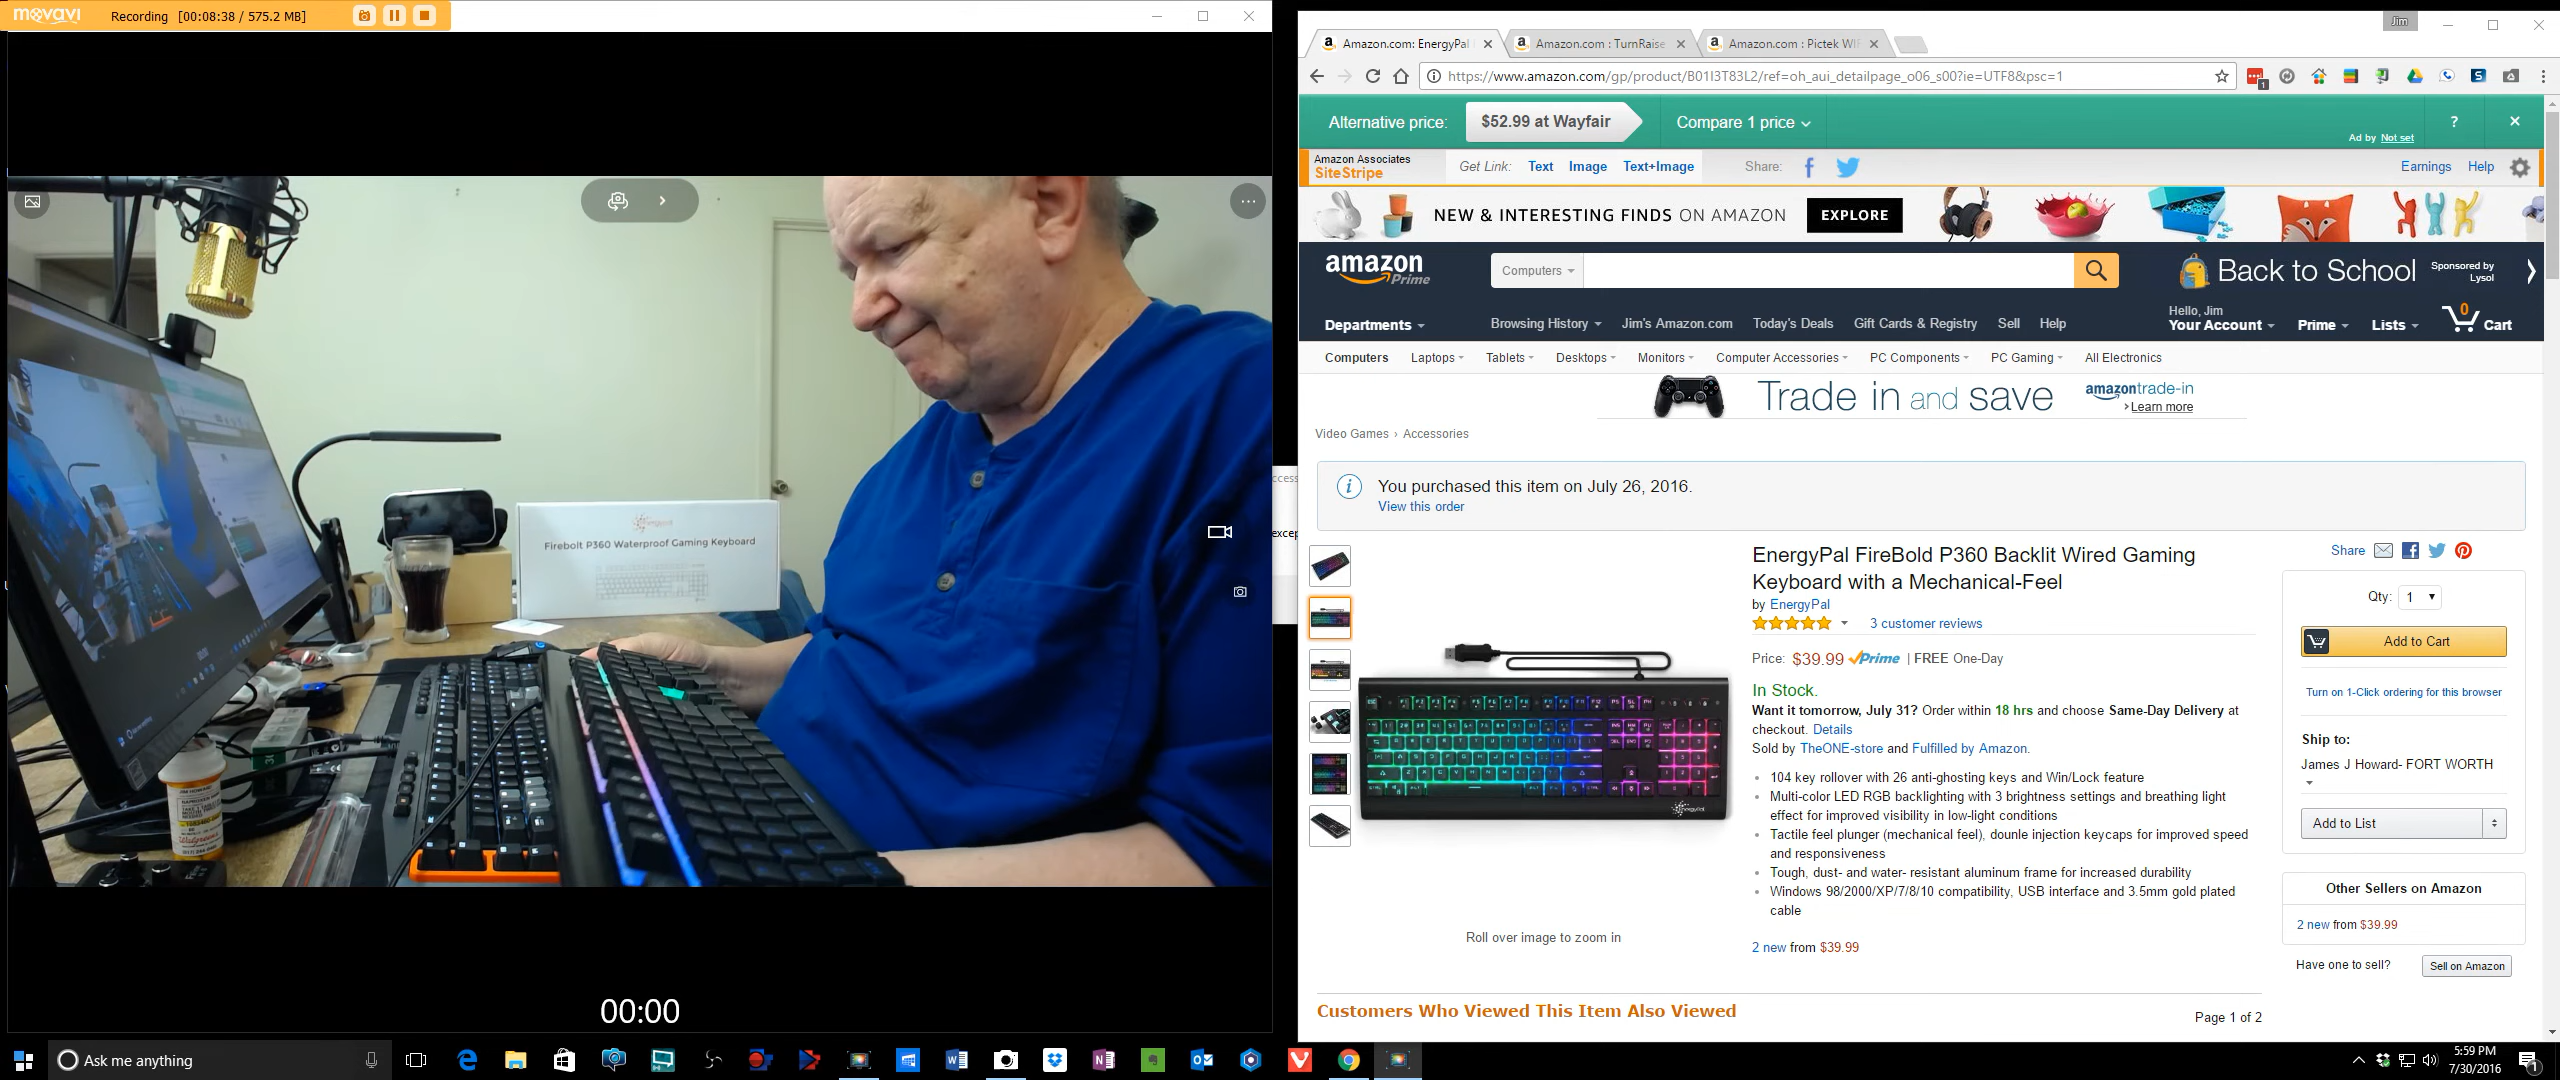 movavi
Recording [00:08:38 / 575.2 MB]
Firebolt P360 Waterproof Gaming Keyboard
00:00
Jim
Amazon.com: EnergyPal
Amazon.com : TurnRaise
Amazon.com : Pictek WIF
https://www.amazon.com/gp/product/B01I3T83L2/ref=oh_aui_detailpage_o06_s00?ie=UTF8&psc=1
Alternative price: $52.99 at Wayfair Compare 1 price ? ×
Ad by Not set
Amazon Associates
SiteStripe
Get Link: Text Image Text+Image Share: Earnings Help
NEW & INTERESTING FINDS ON AMAZON EXPLORE
amazon Prime
Computers
Back to School Sponsored by Lysol
Hello, Jim
Departments Browsing History Jim's Amazon.com Today's Deals Gift Cards & Registry Sell Help Your Account Prime Lists 0 Cart
Computers Laptops Tablets Desktops Monitors Computer Accessories PC Components PC Gaming All Electronics
Trade in and save amazontrade-in
›Learn more
Video Games › Accessories
You purchased this item on July 26, 2016.
View this order
EnergyPal FireBold P360 Backlit Wired Gaming
Keyboard with a Mechanical-Feel
by EnergyPal
3 customer reviews
Price: $39.99 Prime | FREE One-Day
In Stock.
Want it tomorrow, July 31? Order within 18 hrs and choose Same-Day Delivery at
checkout. Details
Sold by TheONE-store and Fulfilled by Amazon.
• 104 key rollover with 26 anti-ghosting keys and Win/Lock feature
• Multi-color LED RGB backlighting with 3 brightness settings and breathing light
effect for improved visibility in low-light conditions
• Tactile feel plunger (mechanical feel), dounle injection keycaps for improved speed
and responsiveness
• Tough, dust- and water- resistant aluminum frame for increased durability
• Windows 98/2000/XP/7/8/10 compatibility, USB interface and 3.5mm gold plated
cable
2 new from $39.99
Roll over image to zoom in
Share
Qty: 1
Add to Cart
Turn on 1-Click ordering for this browser
Ship to:
James J Howard- FORT WORTH
Add to List
Other Sellers on Amazon
2 new from $39.99
Have one to sell? Sell on Amazon
Customers Who Viewed This Item Also Viewed
Page 1 of 2
Ask me anything
5:59 PM
7/30/2016